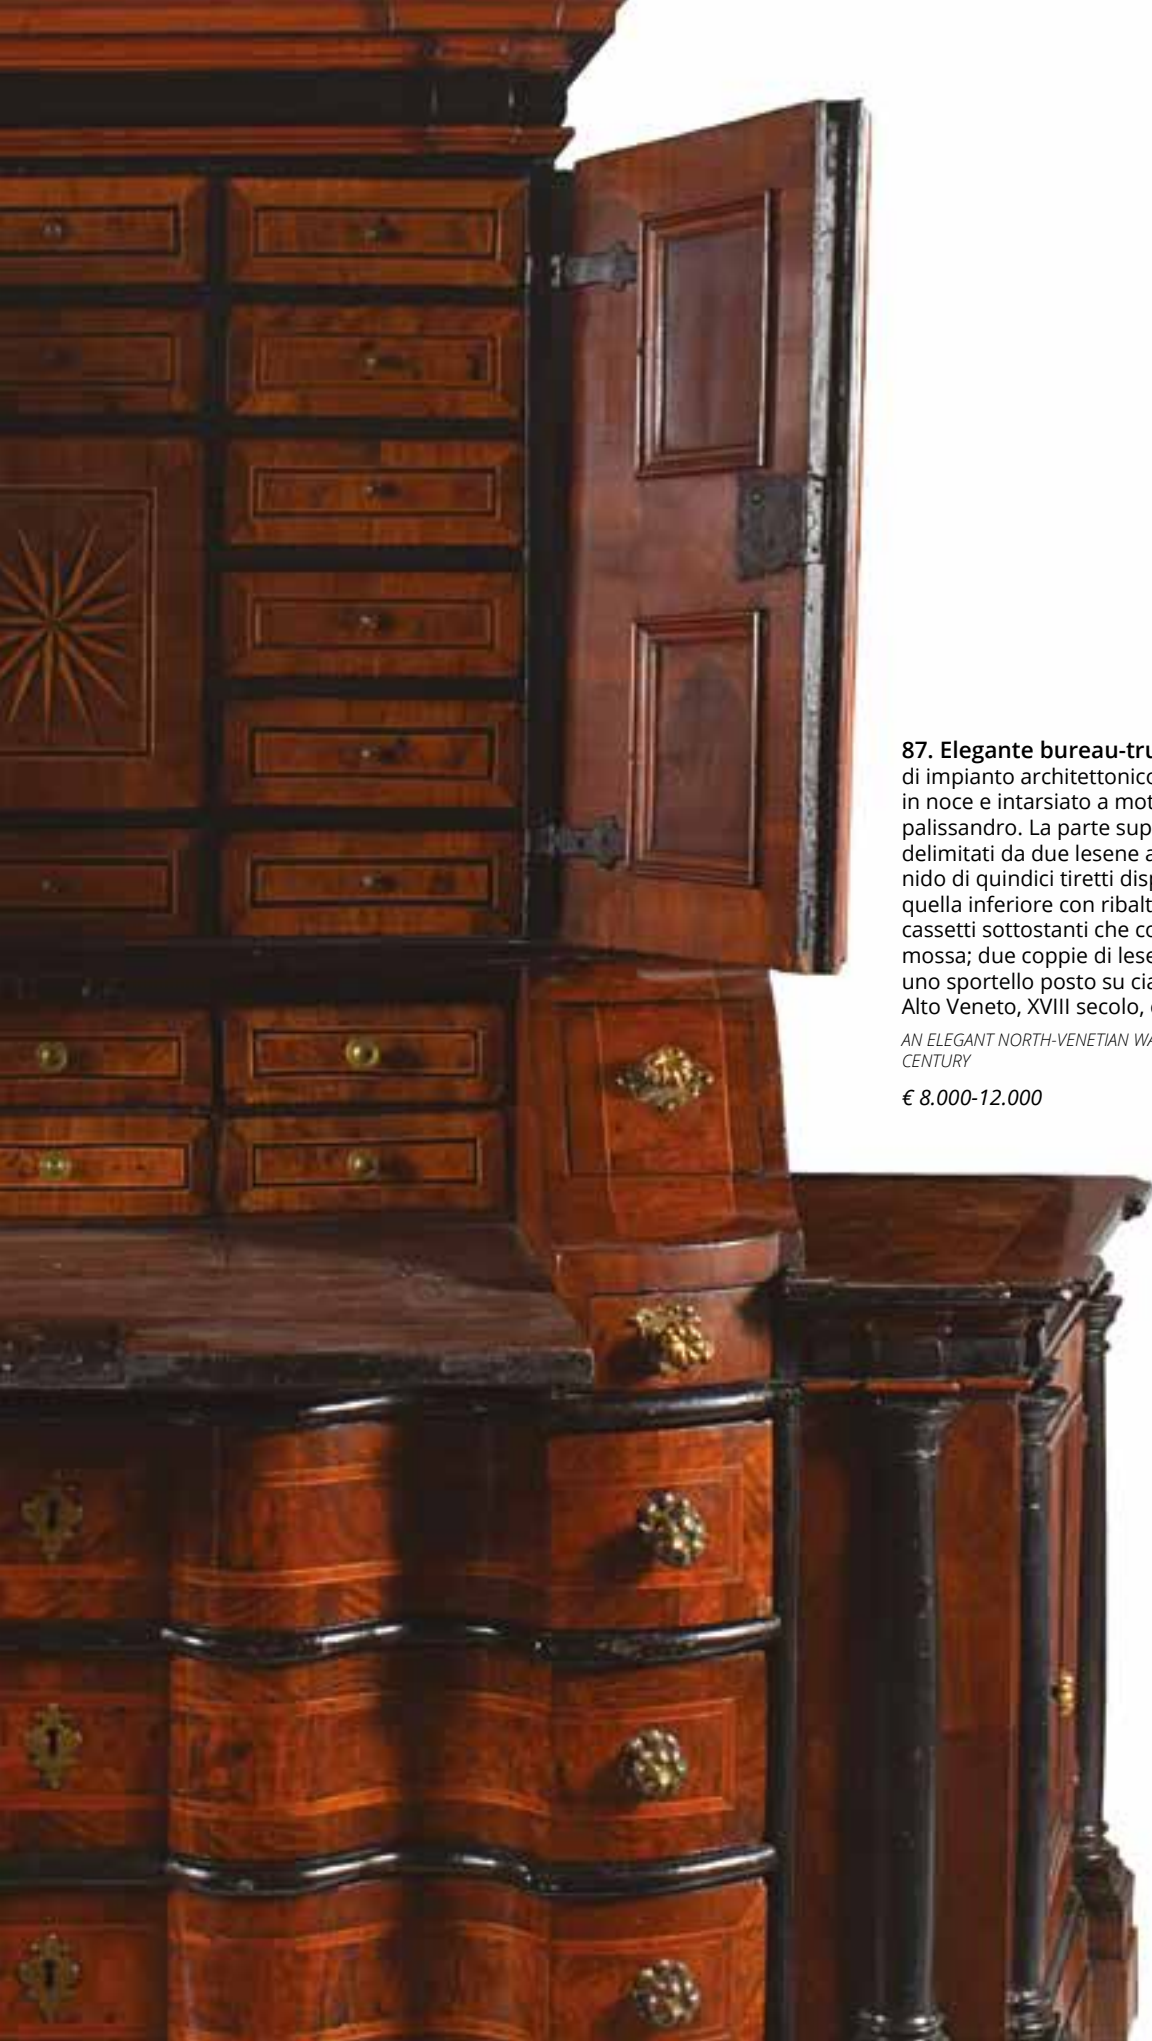 87. Elegante bureau-tru
di impianto architettonico
in noce e intarsiato a mot
palissandro. La parte sup
delimitati da due lesene a
nido di quindici tiretti disp
quella inferiore con ribalt
cassetti sottostanti che co
mossa; due coppie di lese
uno sportello posto su cia
Alto Veneto, XVIII secolo,
AN ELEGANT NORTH-VENETIAN WA
CENTURY
€ 8.000-12.000